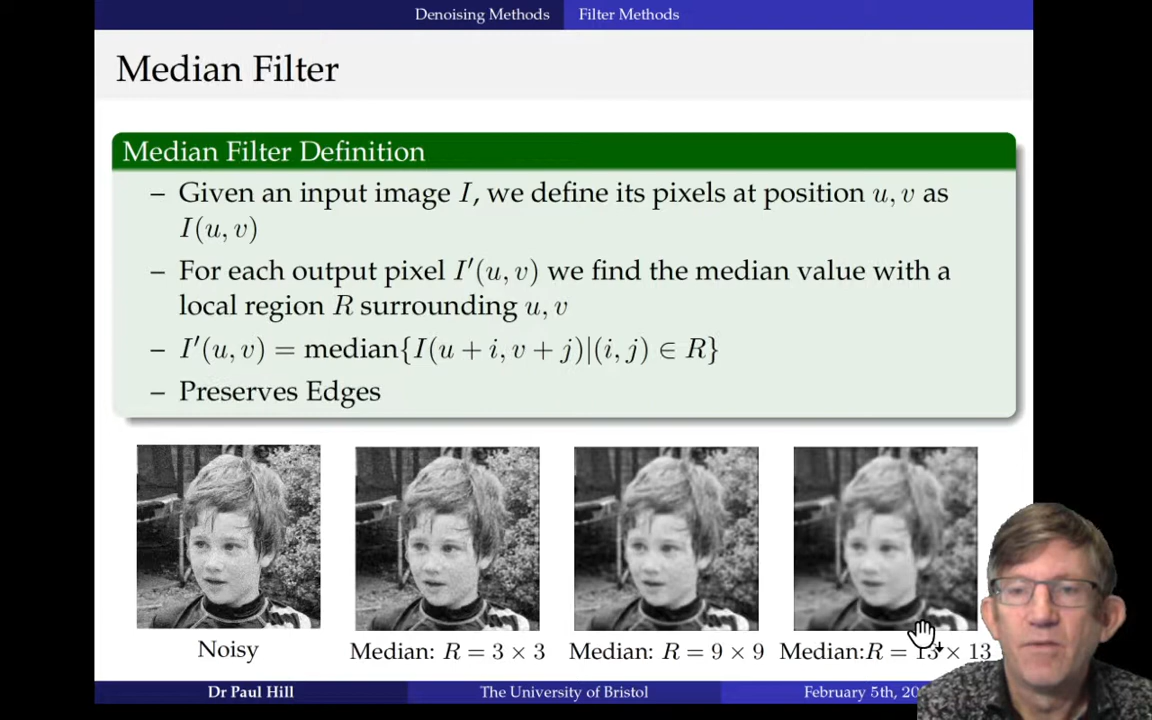 Denoising Methods Filter Methods
Median Filter
Median Filter Definition
– Given an input image I, we define its pixels at position u, v as
I(u, v)
– For each output pixel I′(u, v) we find the median value with a
local region R surrounding u, v
– I′(u, v) = median{I(u + i, v + j)|(i, j) ∈ R}
– Preserves Edges
Noisy
Median: R = 3 × 3
Median: R = 9 × 9
Median:R = 13 × 13
Dr Paul Hill
The University of Bristol
February 5th,